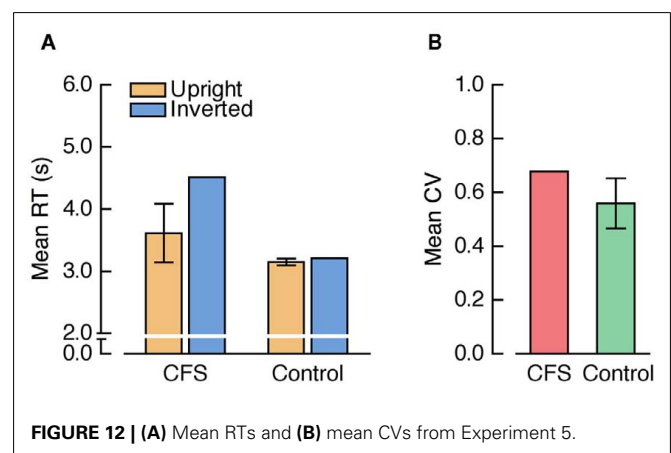 A
B
6.0
5.0
4.0
3.0
2.0
0.0
Mean RT (s)
Upright
Inverted
CFS
Control
1.0
0.8
0.6
0.4
0.2
0.0
Mean CV
CFS Control
FIGURE 12 | (A) Mean RTs and (B) mean CVs from Experiment 5.